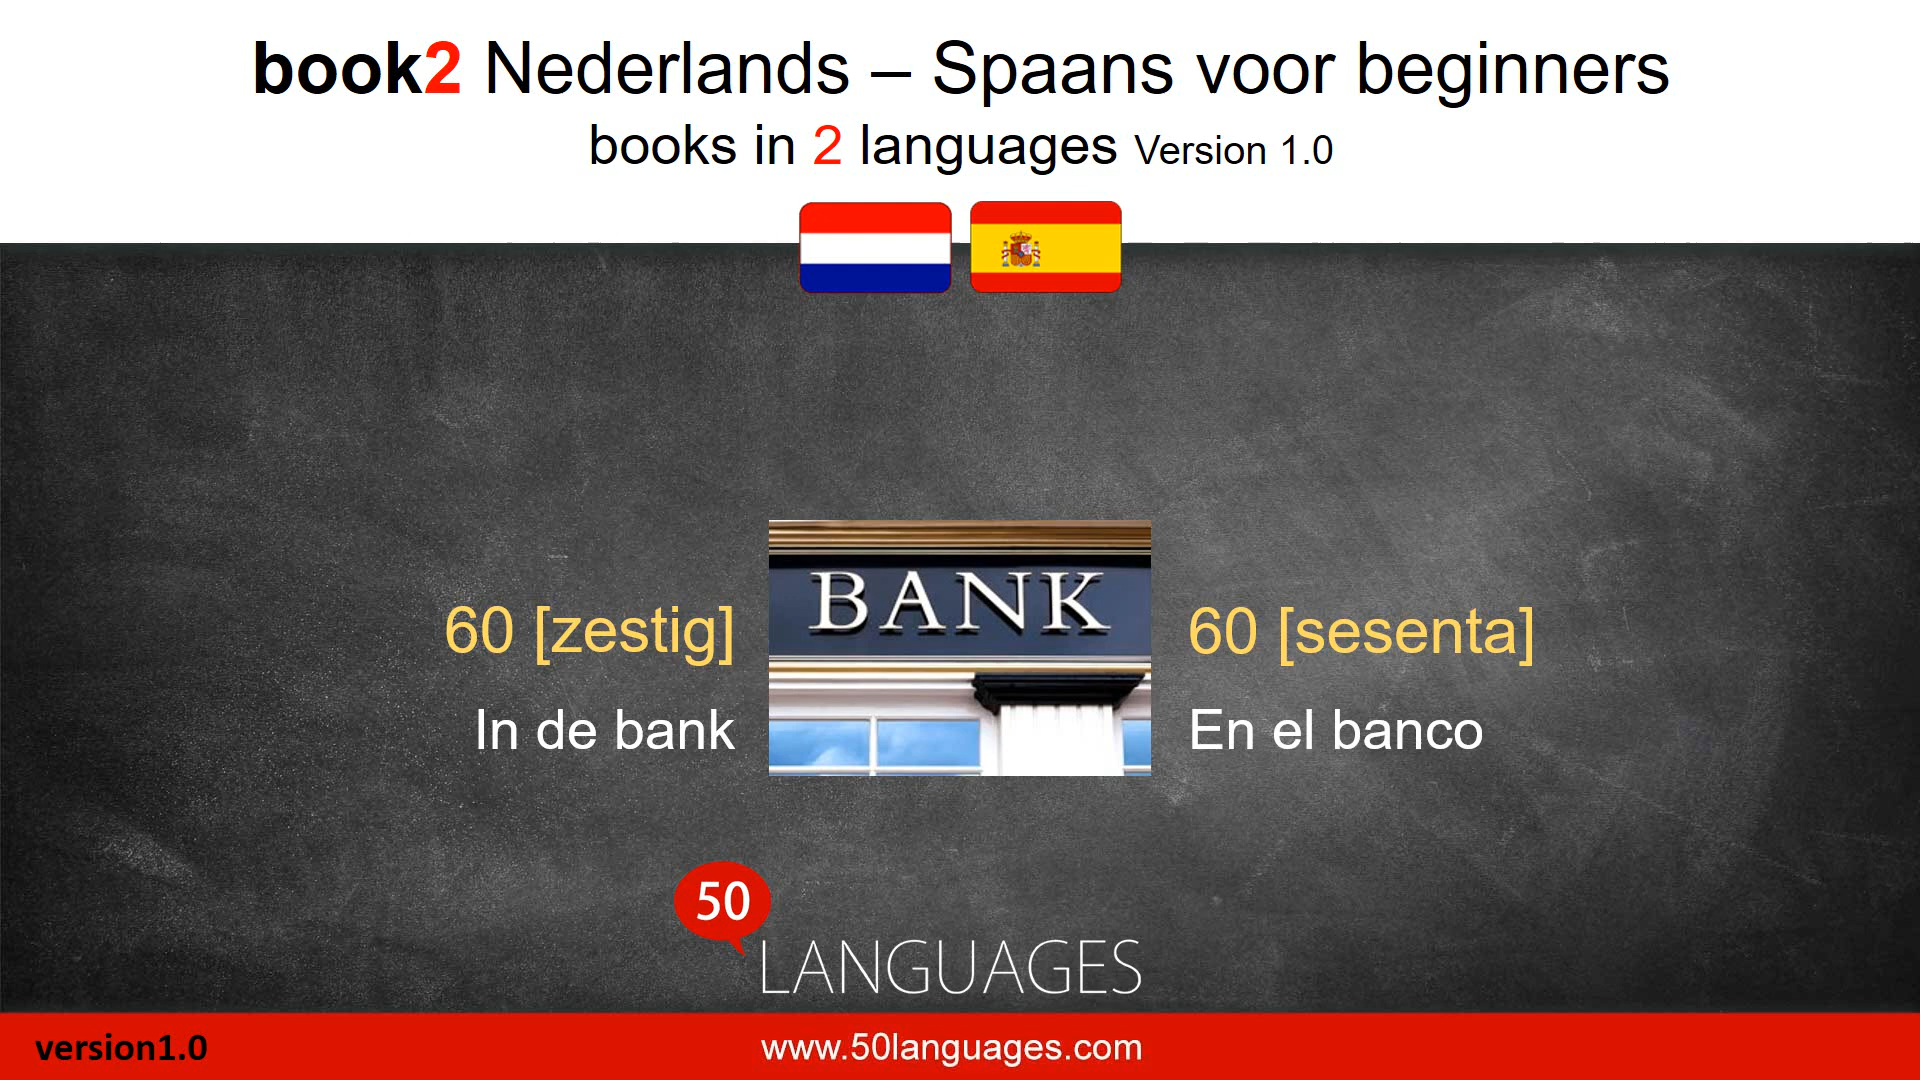 book2 Nederlands – Spaans voor beginners
books in 2 languages Version 1.0
BANK
60 [zestig]
In de bank
60 [sesenta]
En el banco
50
LANGUAGES
version1.0
www.50languages.com